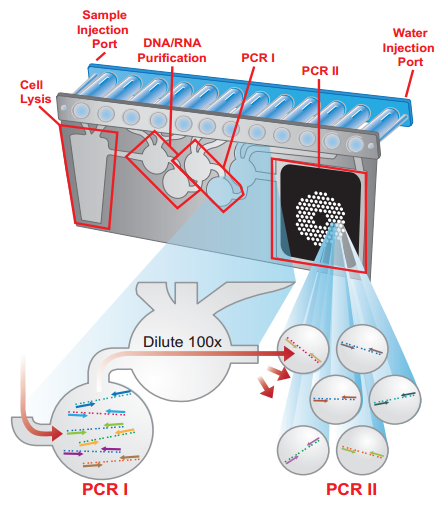 Sample
Injection
Port
DNA/RNA
Purification
PCR I
PCR II
Water
Injection
Port
Cell
Lysis
Dilute 100x
PCR I
PCR II